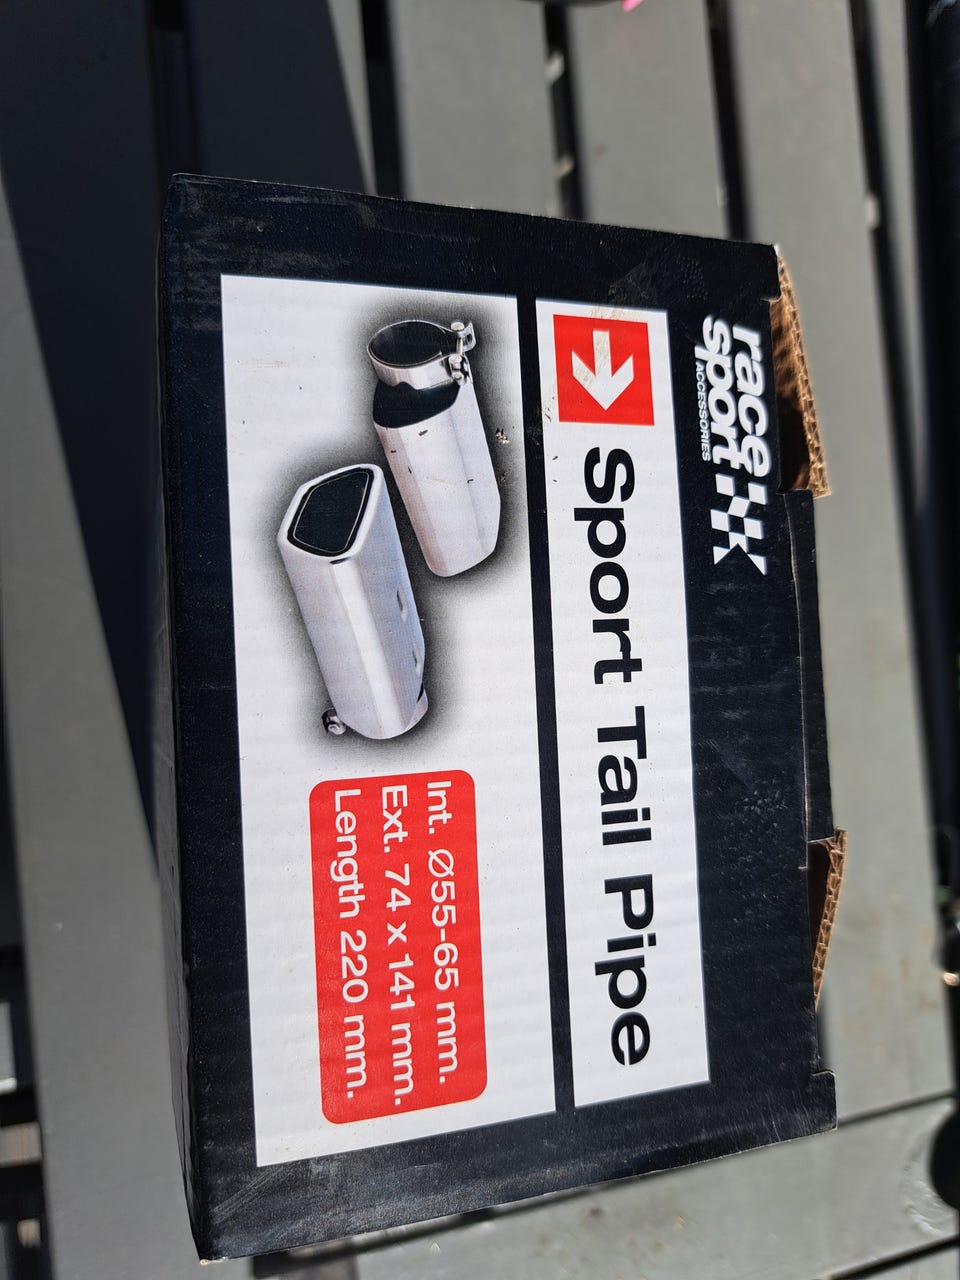 race
sport
ACCESSORIES
Sport Tail Pipe
Int. Ø55-65 mm.
Ext. 74 x 141 mm.
Length 220 mm.